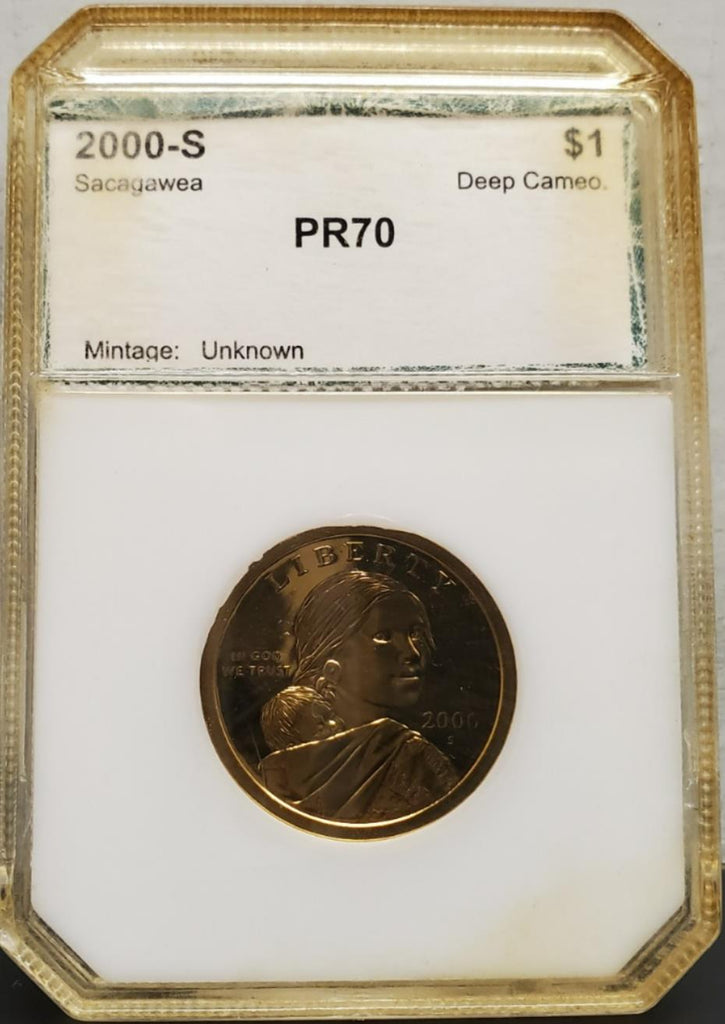 2000-S $1
Sacagawea Deep Cameo.
PR70
Mintage: Unknown
LIBERTY
IN GOD
WE TRUST
2000
S